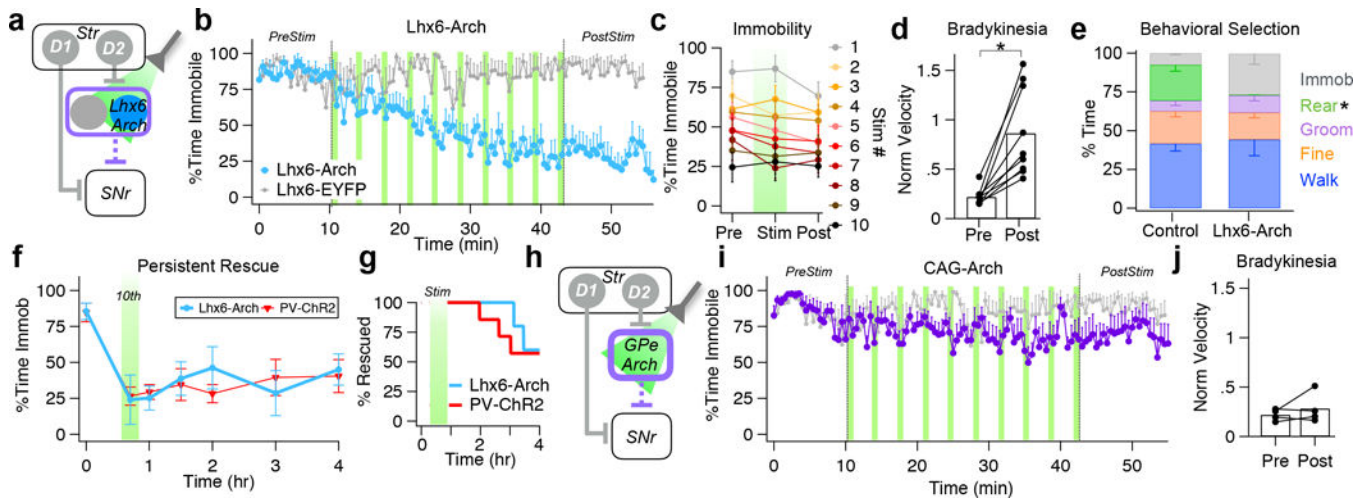 a
Str
D1
D2
Lhx6
Arch
SNr
b
Lhx6-Arch
PreStim
PostStim
%Time Immobile
100
75
50
25
0
Lhx6-Arch
Lhx6-EYFP
0
10
20
30
40
50
Time (min)
c
Immobility
%Time Immobile
100
75
50
25
0
Pre
Stim
Post
1
2
3
4
5
6
7
8
9
10
Stim #
d
Bradykinesia
*
Norm Velocity
1.5
1
.5
0
Pre
Post
e
Behavioral Selection
% Time
100
75
50
25
0
Control
Lhx6-Arch
Immob
Rear*
Groom
Fine
Walk
f
Persistent Rescue
10th
Lhx6-Arch
PV-ChR2
%Time Immob
100
75
50
25
0
0
1
2
3
4
Time (hr)
g
Stim
% Rescued
100
75
50
25
0
Lhx6-Arch
PV-ChR2
0
2
4
Time (hr)
h
Str
D1
D2
GPe
Arch
SNr
i
CAG-Arch
PreStim
PostStim
%Time Immobile
100
75
50
25
0
0
10
20
30
40
50
Time (min)
j
Bradykinesia
Norm Velocity
1.5
1
.5
0
Pre
Post